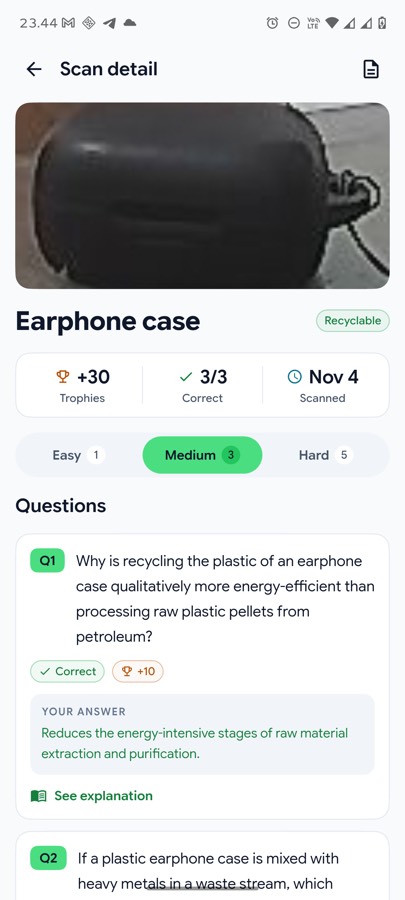 23.44
Vo))
LTE
Scan detail
Earphone case
Recyclable
+30
Trophies
3/3
Correct
Nov 4
Scanned
Easy 1
Medium 3
Hard 5
Questions
Q1
Why is recycling the plastic of an earphone
case qualitatively more energy-efficient than
processing raw plastic pellets from
petroleum?
Correct
+10
YOUR ANSWER
Reduces the energy-intensive stages of raw material
extraction and purification.
See explanation
Q2
If a plastic earphone case is mixed with
heavy metals in a waste stream, which